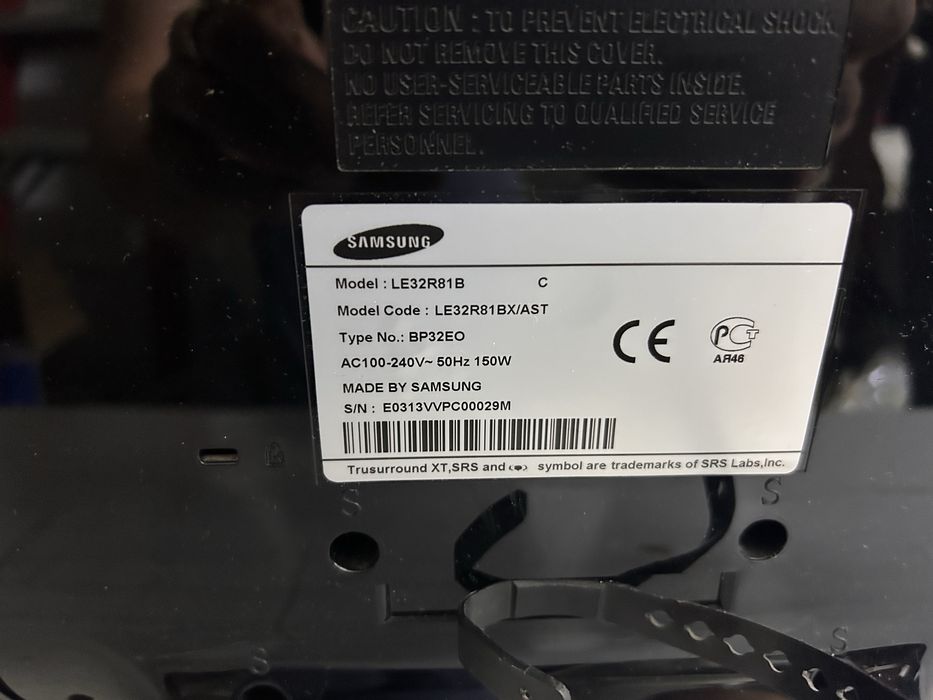 CAUTION : TO PREVENT ELECTRICAL SHOCK,
DO NOT REMOVE THIS COVER.
NO USER-SERVICEABLE PARTS INSIDE.
REFER SERVICING TO QUALIFIED SERVICE
PERSONNEL.
SAMSUNG
Model : LE32R81B C
Model Code : LE32R81BX/AST
Type No.: BP32EO
AC100-240V~ 50Hz 150W
MADE BY SAMSUNG
S/N : E0313VVPC00029M
CE
РСТ
АЯ46
Trusurround XT,SRS and (●) symbol are trademarks of SRS Labs,Inc.
S
S
S
S